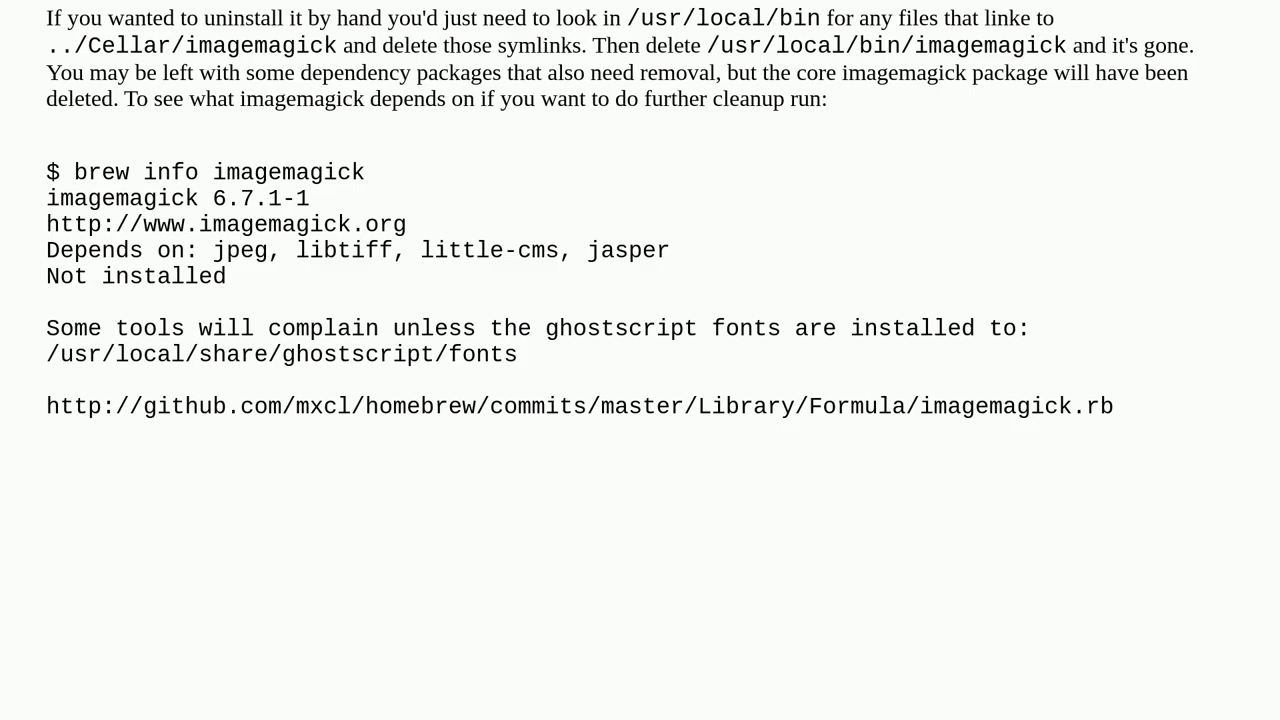 If you wanted to uninstall it by hand you'd just need to look in /usr/local/bin for any files that linke to
../Cellar/imagemagick and delete those symlinks. Then delete /usr/local/bin/imagemagick and it's gone.
You may be left with some dependency packages that also need removal, but the core imagemagick package will have been
deleted. To see what imagemagick depends on if you want to do further cleanup run:
$ brew info imagemagick
imagemagick 6.7.1-1
http://www.imagemagick.org
Depends on: jpeg, libtiff, little-cms, jasper
Not installed
Some tools will complain unless the ghostscript fonts are installed to:
/usr/local/share/ghostscript/fonts
http://github.com/mxcl/homebrew/commits/master/Library/Formula/imagemagick.rb